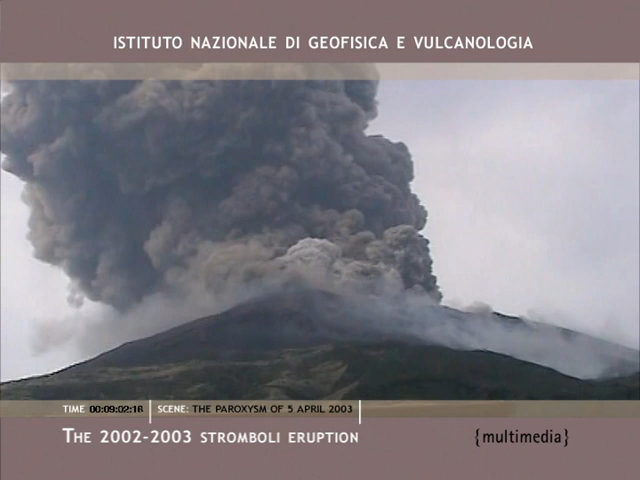 ISTITUTO NAZIONALE DI GEOFISICA E VULCANOLOGIA
TIME 00:09:02:16 SCENE: THE PAROXYSM OF 5 APRIL 2003
THE 2002-2003 STROMBOLI ERUPTION
{multimedia}